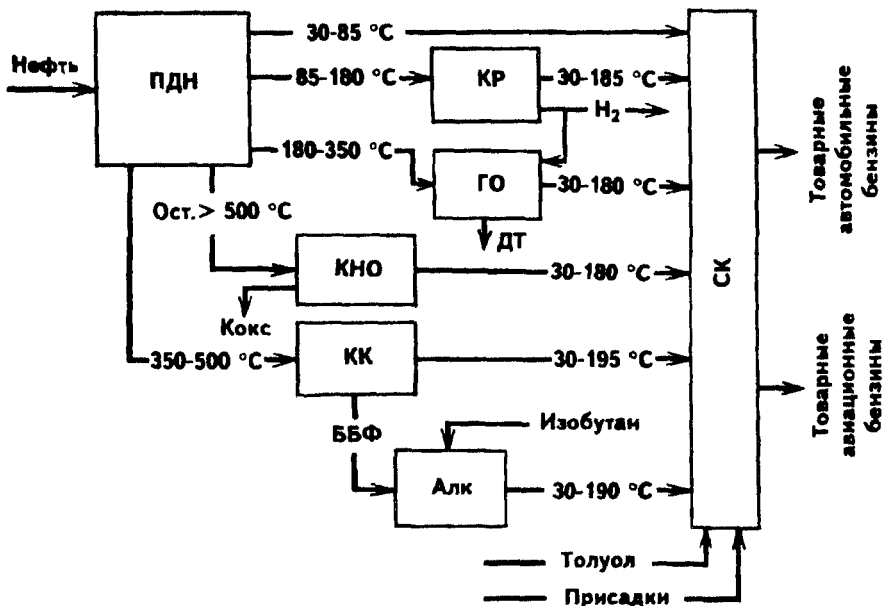 Нефть
ПДН
30-85 °C
85-180 °C
КР
30-185 °C
H₂
180-350 °C
ГО
30-180 °C
ДТ
Ост.> 500 °C
КНО
30-180 °C
Кокс
350-500 °C
КК
30-195 °C
ББФ
Изобутан
Алк
30-190 °C
СК
Товарные
автомобильные
бензины
Товарные
авиационные
бензины
Толуол
Присадки